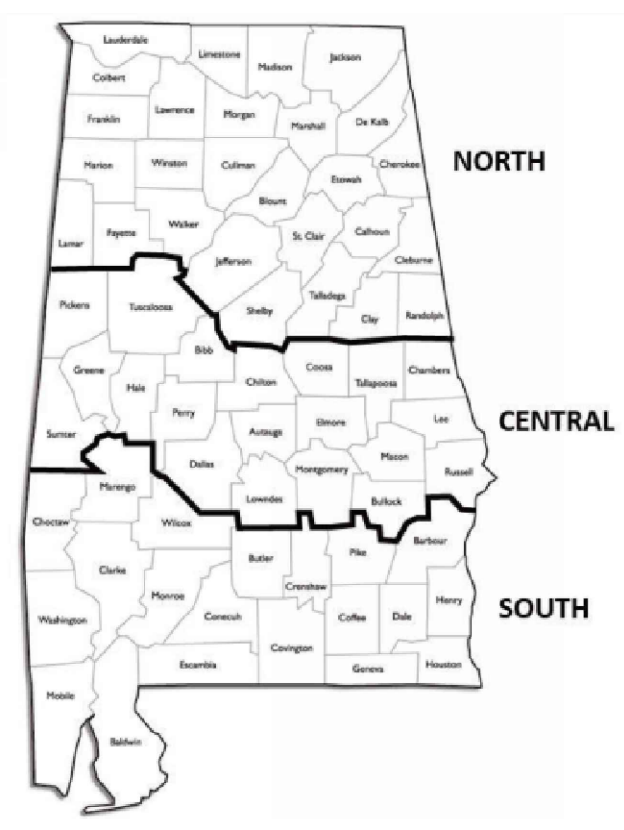 Lauderdale
Limestone
Madison
Jackson
Colbert
Franklin
Lawrence
Morgan
Marshall
De Kalb
Marion
Winston
Cullman
Etowah
Cherokee
NORTH
Blount
Lamar
Fayette
Walker
Jefferson
St. Clair
Calhoun
Cleburne
Talladega
Clay
Randolph
Shelby
Pickens
Tuscaloosa
Bibb
Greene
Hale
Chilton
Coosa
Tallapoosa
Chambers
Perry
Autauga
Elmore
Lee
CENTRAL
Sumter
Dallas
Lowndes
Montgomery
Macon
Russell
Bullock
Marengo
Choctaw
Wilcox
Butler
Crenshaw
Pike
Barbour
Clarke
Monroe
Conecuh
Coffee
Dale
Henry
SOUTH
Washington
Escambia
Covington
Geneva
Houston
Mobile
Baldwin